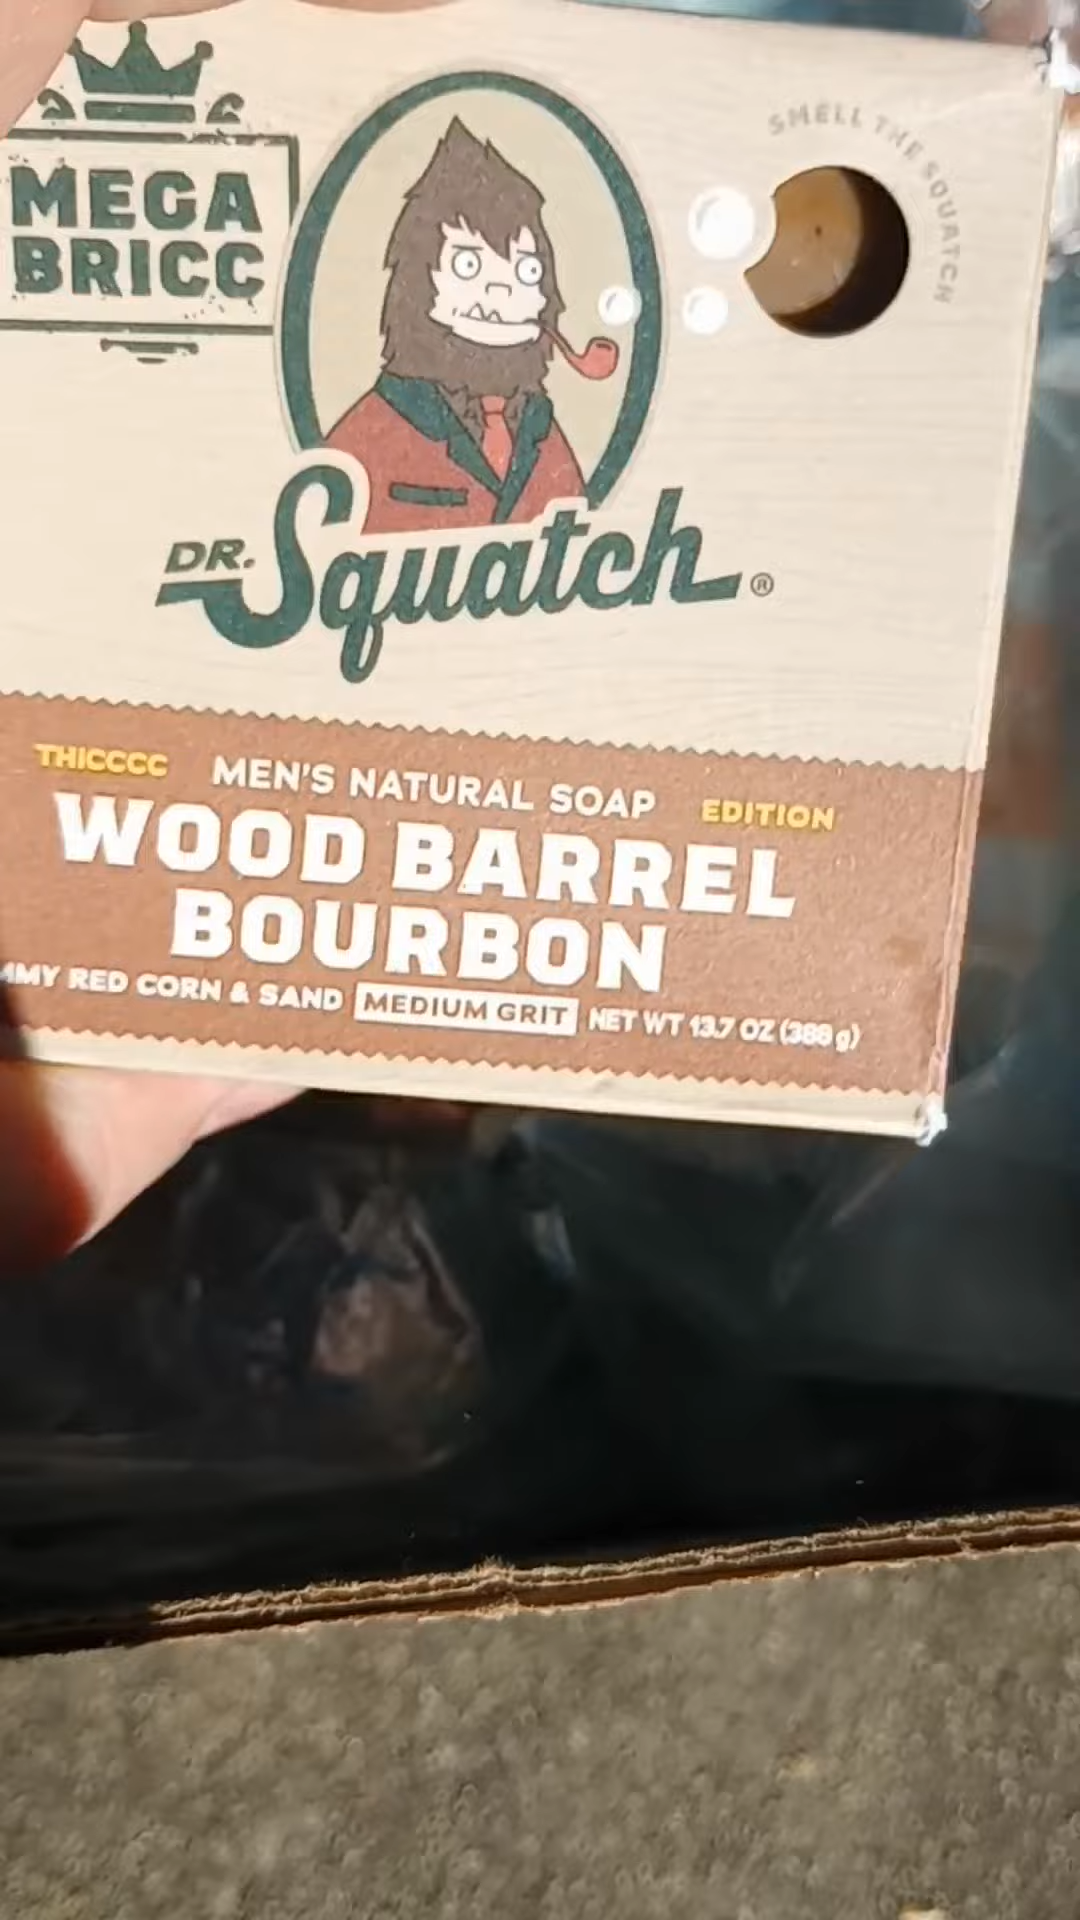 MEGA
BRICC
SMELL THE SQUATCH
DR. Squatch®
THICCCC MEN'S NATURAL SOAP EDITION
WOOD BARREL
BOURBON
RED CORN & SAND MEDIUM GRIT NET WT 13.7 OZ (388 g)